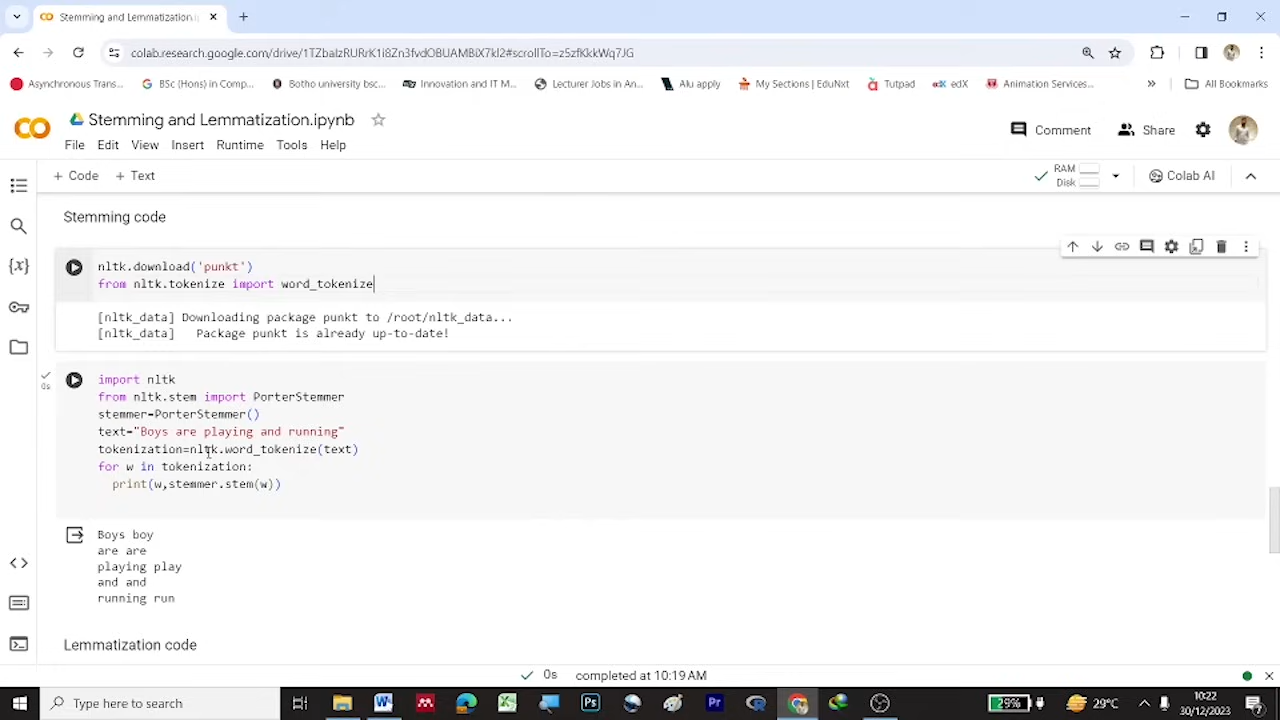 Stemming and Lemmatization.i
colab.research.google.com/drive/1TZbaIzRURrK1i8Zn3fvdOBUAMBiX7kI2#scrollTo=z5zfKkkWq7JG
Asynchronous Trans...
BSc (Hons) in Comp...
Botho university bsc...
Innovation and IT M...
Lecturer Jobs in An...
Alu apply
My Sections | EduNxt
Tutpad
edX
edX
Animation Services...
»
All Bookmarks
CO
Stemming and Lemmatization.ipynb
Comment
Share
File Edit View Insert Runtime Tools Help
+ Code + Text
RAM
Disk
Colab AI
Stemming code
nltk.download('punkt')
from nltk.tokenize import word_tokenize
[nltk_data] Downloading package punkt to /root/nltk_data...
[nltk_data]   Package punkt is already up-to-date!
0s
import nltk
from nltk.stem import PorterStemmer
stemmer=PorterStemmer()
text="Boys are playing and running"
tokenization=nltk.word_tokenize(text)
for w in tokenization:
  print(w,stemmer.stem(w))
Boys boy
are are
playing play
and and
running run
Lemmatization code
0s completed at 10:19 AM
Type here to search
29%
29°C
10:22
30/12/2023